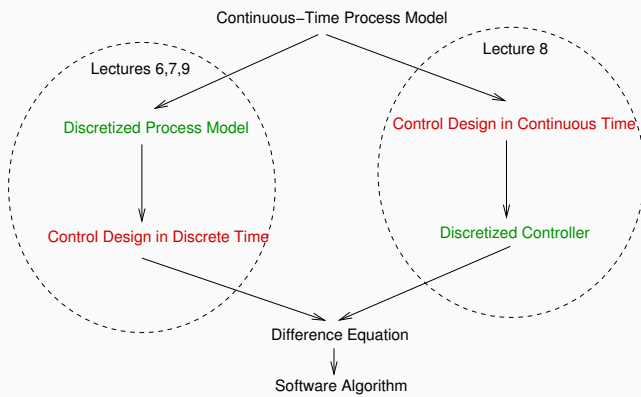 Continuous−Time Process Model
Lecture 8
Lectures 6,7,9
Discretized Process Model
Control Design in Continuous Time
Control Design in Discrete Time
Discretized Controller
Difference Equation
Software Algorithm